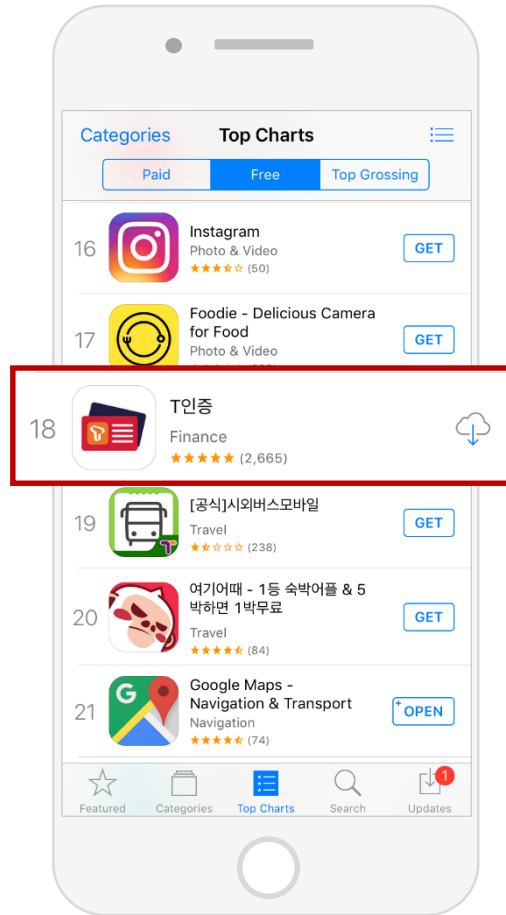 Categories Top Charts
Paid Free Top Grossing
16 Instagram
Photo & Video
(50)
GET
17 Foodie - Delicious Camera
for Food
Photo & Video
GET
18 T인증
Finance
(2,665)
19 [공식]시외버스모바일
Travel
(238)
GET
20 여기어때 - 1등 숙박어플 & 5
박하면 1박무료
Travel
(84)
GET
21 Google Maps -
Navigation & Transport
Navigation
(74)
+OPEN
G
1
Featured Categories Top Charts Search Updates